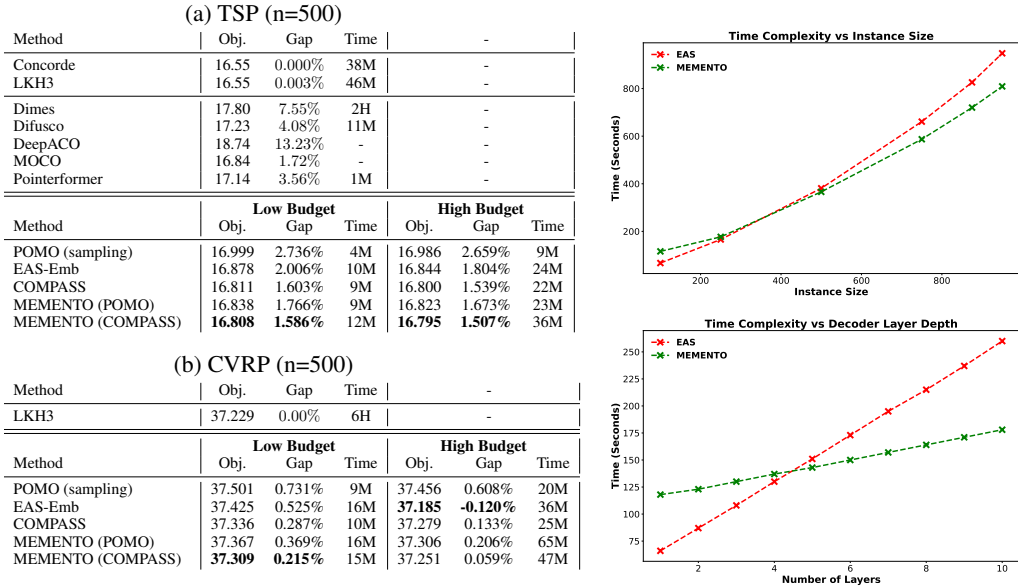 (a) TSP (n=500)
Method Obj. Gap Time -
Concorde 16.55 0.000% 38M -
LKH3 16.55 0.003% 46M -
Dimes 17.80 7.55% 2H -
Difusco 17.23 4.08% 11M -
DeepACO 18.74 13.23% - -
MOCO 16.84 1.72% - -
Pointerformer 17.14 3.56% 1M -
Low Budget High Budget
Method Obj. Gap Time Obj. Gap Time
POMO (sampling) 16.999 2.736% 4M 16.986 2.659% 9M
EAS-Emb 16.878 2.006% 10M 16.844 1.804% 24M
COMPASS 16.811 1.603% 9M 16.800 1.539% 22M
MEMENTO (POMO) 16.838 1.766% 9M 16.823 1.673% 23M
MEMENTO (COMPASS) 16.808 1.586% 12M 16.795 1.507% 36M
(b) CVRP (n=500)
Method Obj. Gap Time -
LKH3 37.229 0.00% 6H -
Low Budget High Budget
Method Obj. Gap Time Obj. Gap Time
POMO (sampling) 37.501 0.731% 9M 37.456 0.608% 20M
EAS-Emb 37.425 0.525% 16M 37.185 -0.120% 36M
COMPASS 37.336 0.287% 10M 37.279 0.133% 25M
MEMENTO (POMO) 37.367 0.369% 16M 37.306 0.206% 65M
MEMENTO (COMPASS) 37.309 0.215% 15M 37.251 0.059% 47M
Time Complexity vs Instance Size
EAS
MEMENTO
Time (Seconds)
800
600
400
200
200 400 600 800
Instance Size
Time Complexity vs Decoder Layer Depth
EAS
MEMENTO
Time (Seconds)
250
225
200
175
150
125
100
75
2 4 6 8 10
Number of Layers